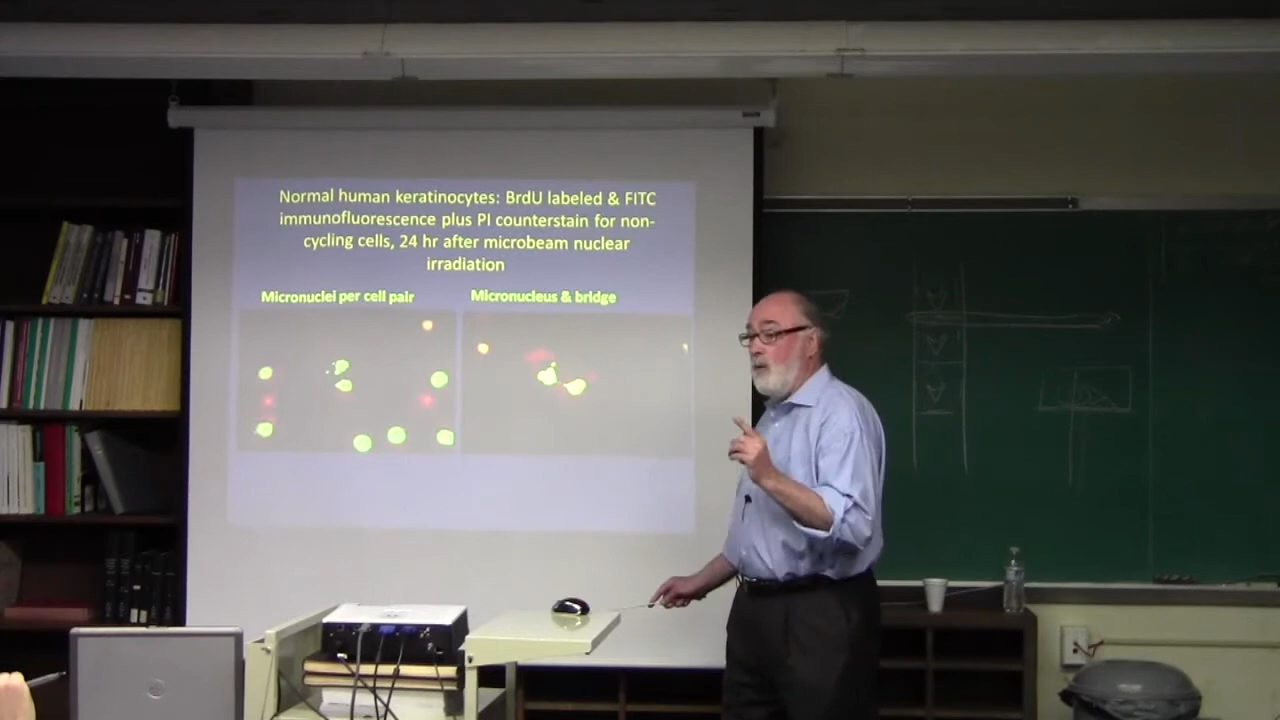 Normal human keratinocytes: BrdU labeled & FITC
immunofluorescence plus PI counterstain for non-
cycling cells, 24 hr after microbeam nuclear
irradiation
Micronuclei per cell pair
Micronucleus & bridge